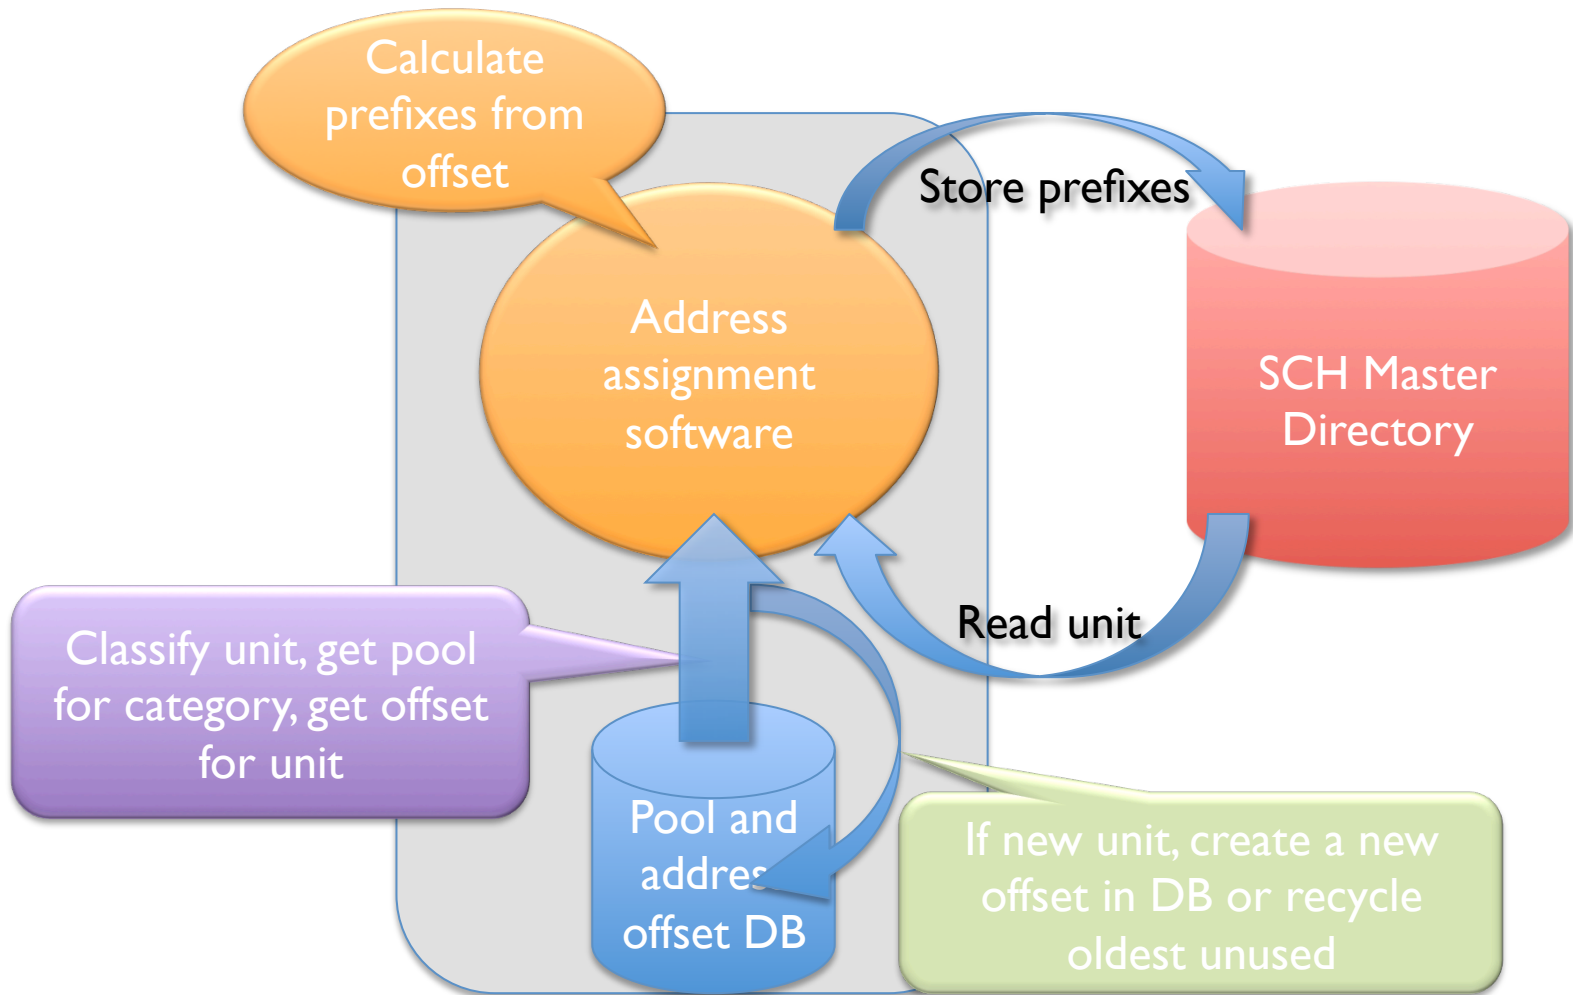 Calculate
prefixes from
offset
Store prefixes
Address
assignment
software
SCH Master
Directory
Read unit
Classify unit, get pool
for category, get offset
for unit
Pool and
address
offset DB
If new unit, create a new
offset in DB or recycle
oldest unused